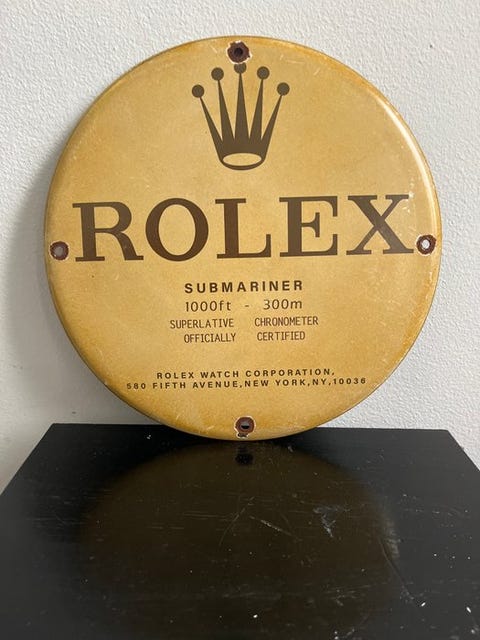 ROLEX
SUBMARINER
1000ft - 300m
SUPERLATIVE CHRONOMETER
OFFICIALLY CERTIFIED
ROLEX WATCH CORPORATION,
580 FIFTH AVENUE,NEW YORK,NY,10036